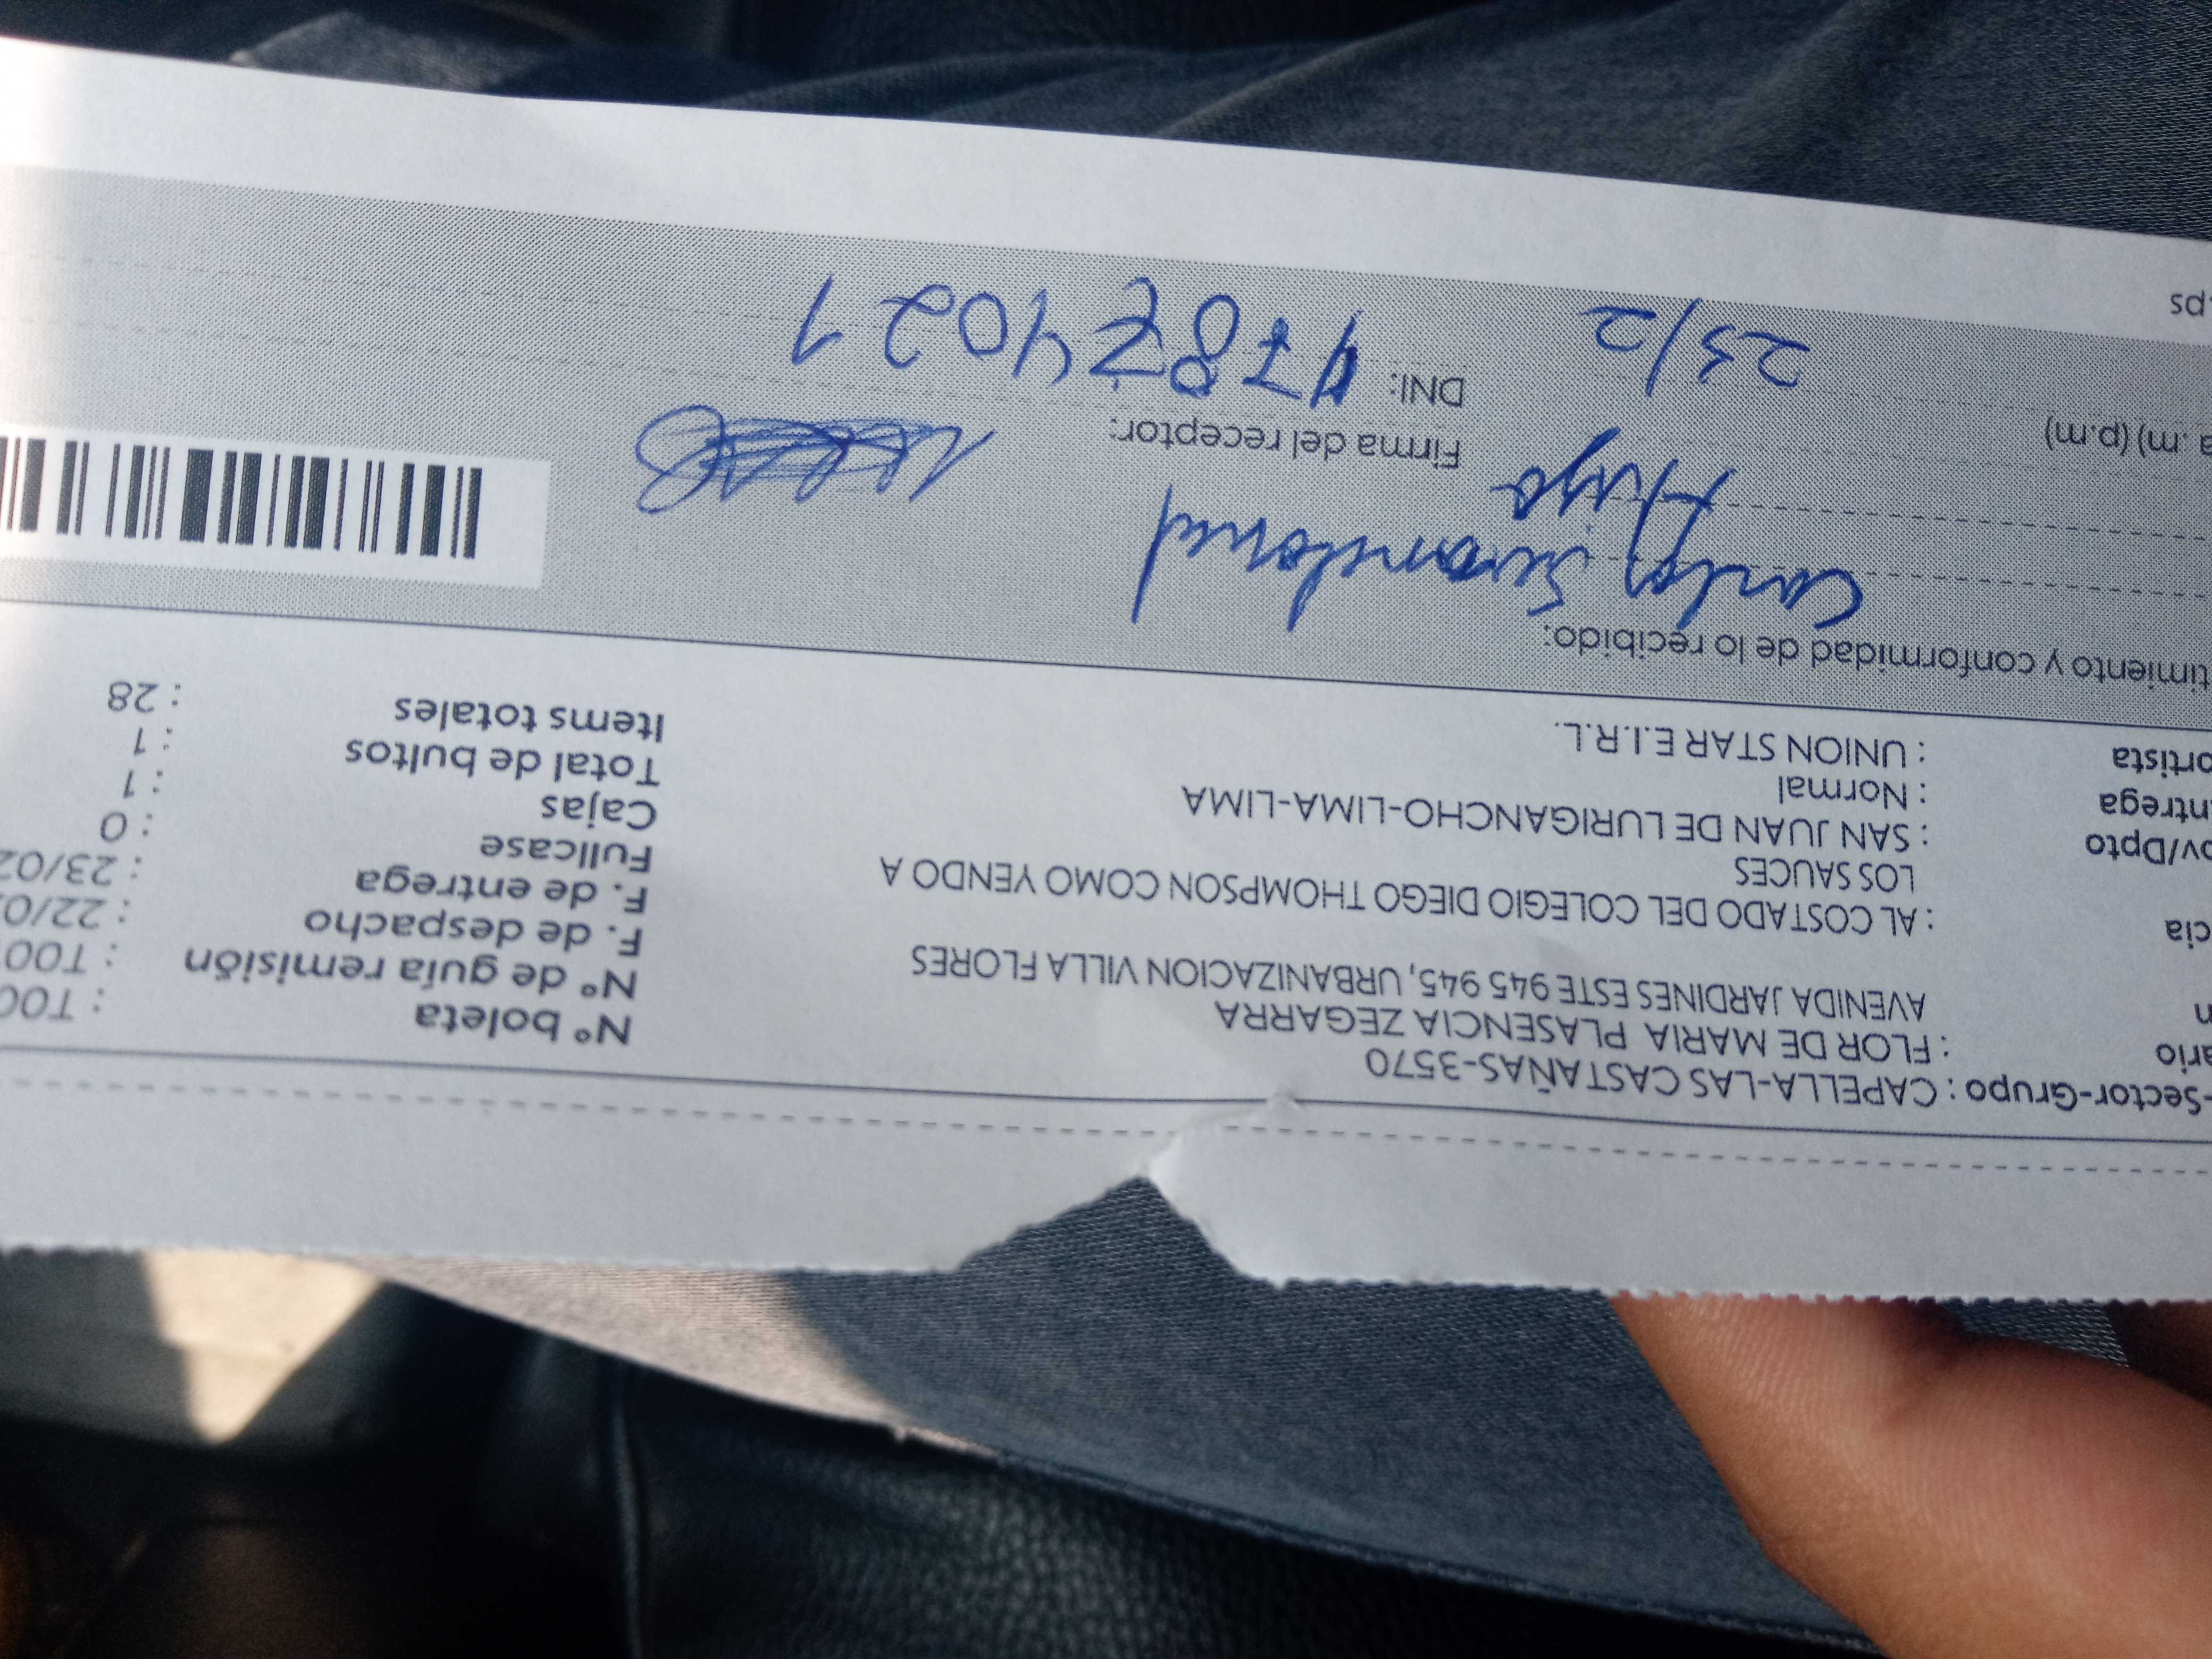 -Sector-Grupo : CAPELLA-LAS CASTAÑAS-3570
ario : FLOR DE MARIA PLASENCIA ZEGARRA
n AVENIDA JARDINES ESTE 945 945, URBANIZACION VILLA FLORES
cia : AL COSTADO DEL COLEGIO DIEGO THOMPSON COMO YENDO A
LOS SAUCES
ov/Dpto : SAN JUAN DE LURIGANCHO-LIMA-LIMA
ntrega : Normal
ortista : UNION STAR E.I.R.L.
N° boleta : T00
N° de guía remisión : T00
F. de despacho : 22/0
F. de entrega : 23/02
Fullcase : 0
Cajas : 1
Total de bultos : 1
Items totales : 28
timiento y conformidad de lo recibido:
Carlos
Hijo
Firma del receptor:
a .m) (p.m)
23/2
DNI: 47874021
ps